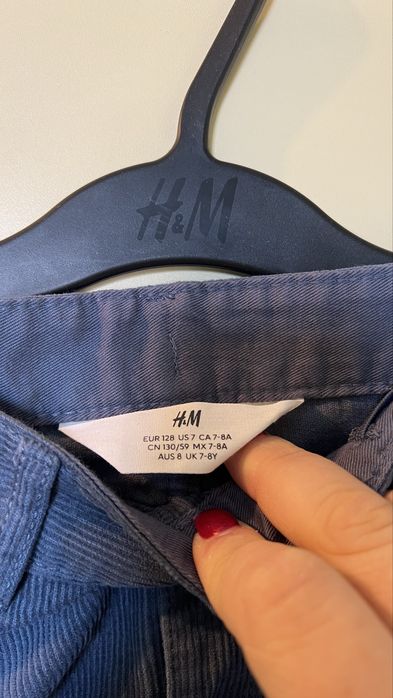 H&M
H&M
EUR 128 US 7 CA 7-8A
CN 130/59 MX 7-8A
AUS 8 UK 7-8Y